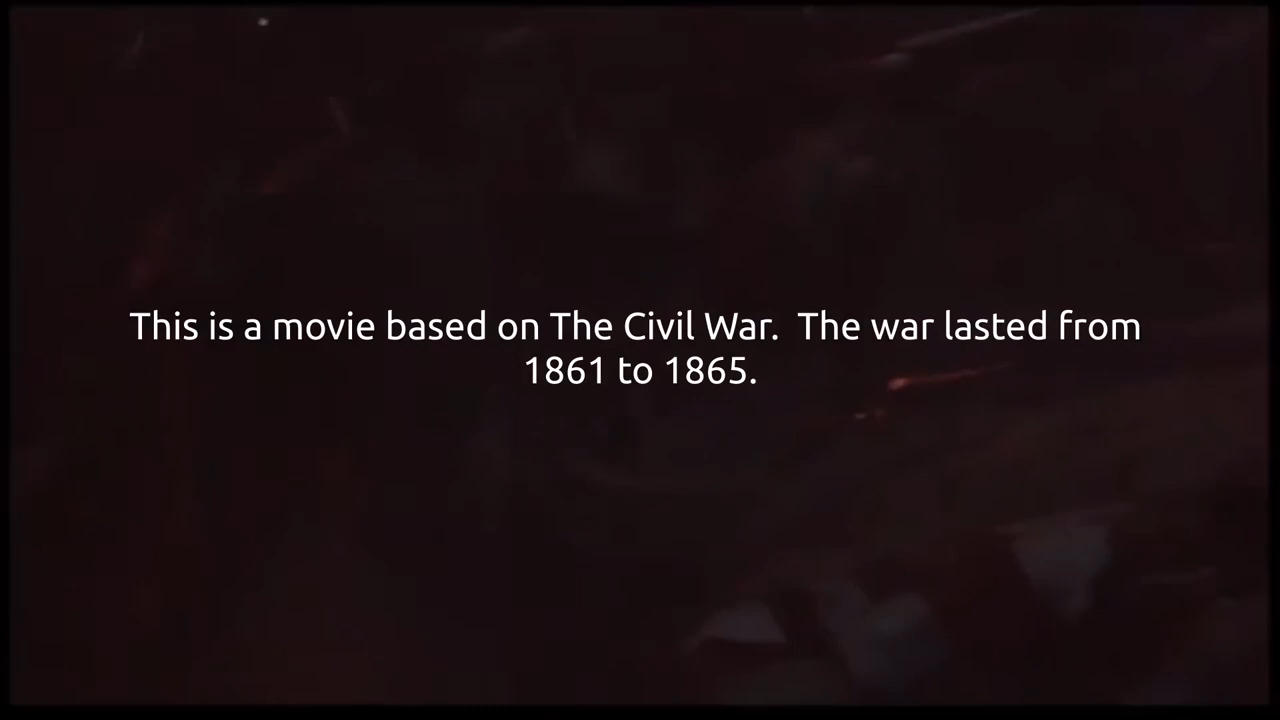 This is a movie based on The Civil War.  The war lasted from
1861 to 1865.